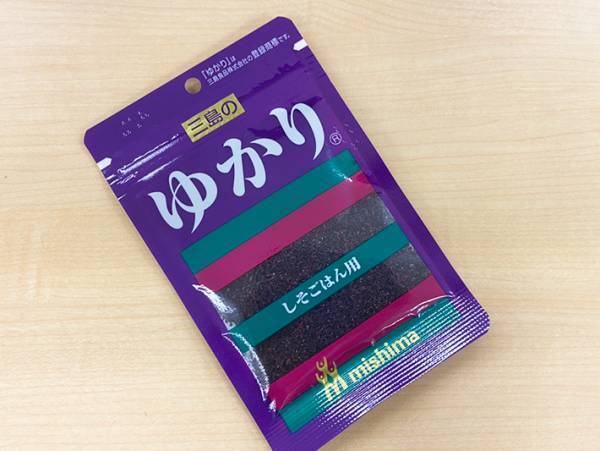 「ゆかり」は
三島食品株式会社の登録商標です。
三島の
ゆかり®
しそごはん用
mishima